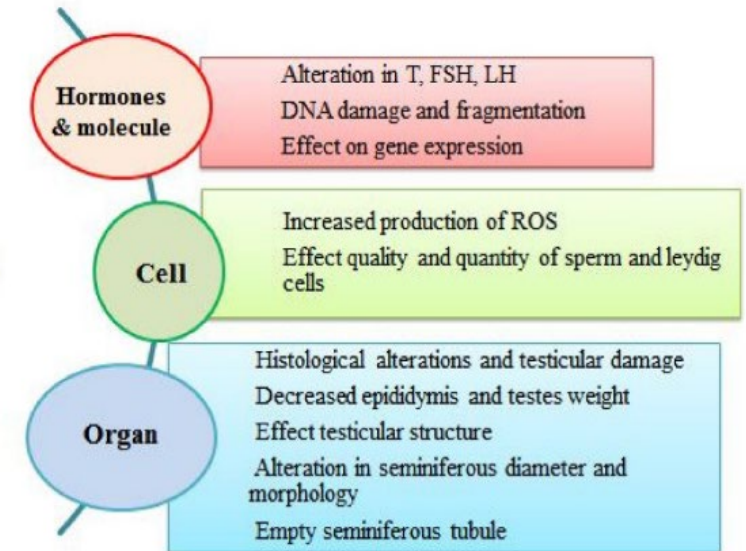 Hormones
& molecule
Alteration in T, FSH, LH
DNA damage and fragmentation
Effect on gene expression
Cell
Increased production of ROS
Effect quality and quantity of sperm and leydig
cells
Organ
Histological alterations and testicular damage
Decreased epididymis and testes weight
Effect testicular structure
Alteration in seminiferous diameter and
morphology
Empty seminiferous tubule